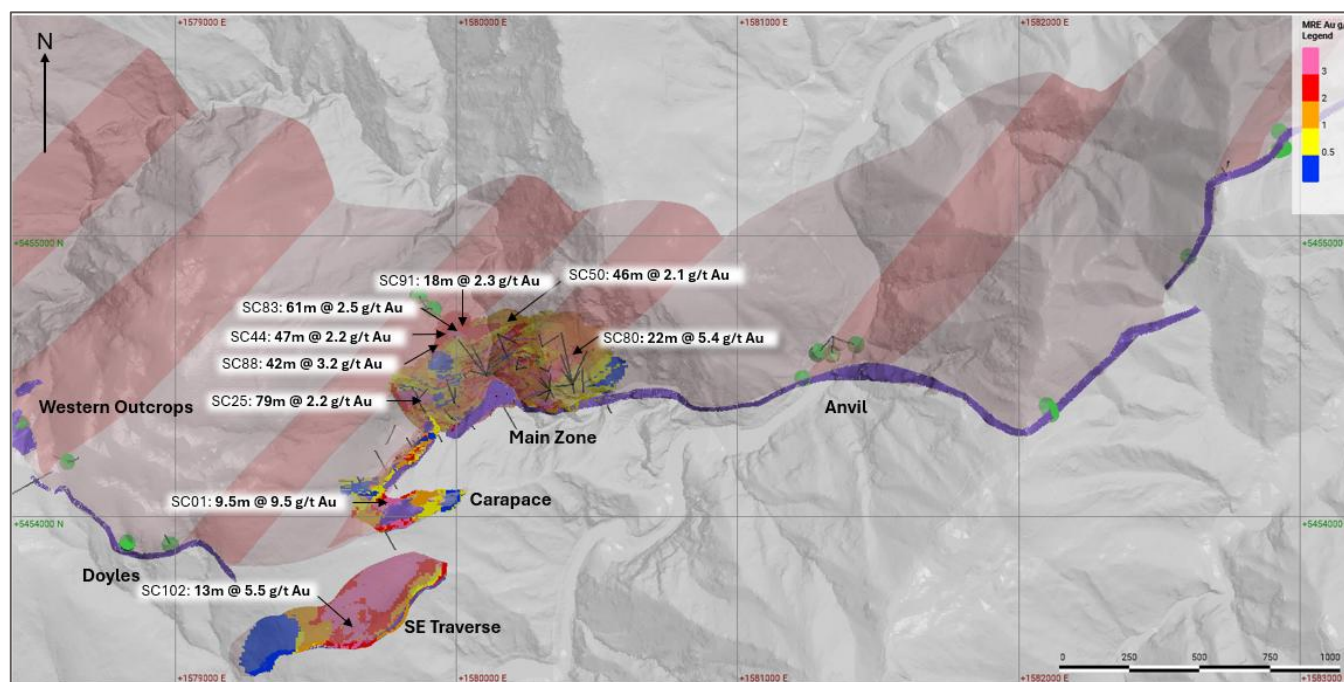 +1579000 E
+1580000 E
+1581000 E
+1582000 E
MRE Au g/
Legend
N
3
2
1
0.5
+5455000 N
+5455000 N
SC91: 18m @ 2.3 g/t Au
SC50: 46m @ 2.1 g/t Au
SC83: 61m @ 2.5 g/t Au
SC44: 47m @ 2.2 g/t Au
SC80: 22m @ 5.4 g/t Au
SC88: 42m @ 3.2 g/t Au
SC25: 79m @ 2.2 g/t Au
Western Outcrops
Anvil
Main Zone
SC01: 9.5m @ 9.5 g/t Au
Carapace
+5454000 N
+5454000 N
Doyles
SC102: 13m @ 5.5 g/t Au
SE Traverse
0
250
500
750
1000
+1579000 E
+1580000 E
+1581000 E
+1582000 E
+1583000 E